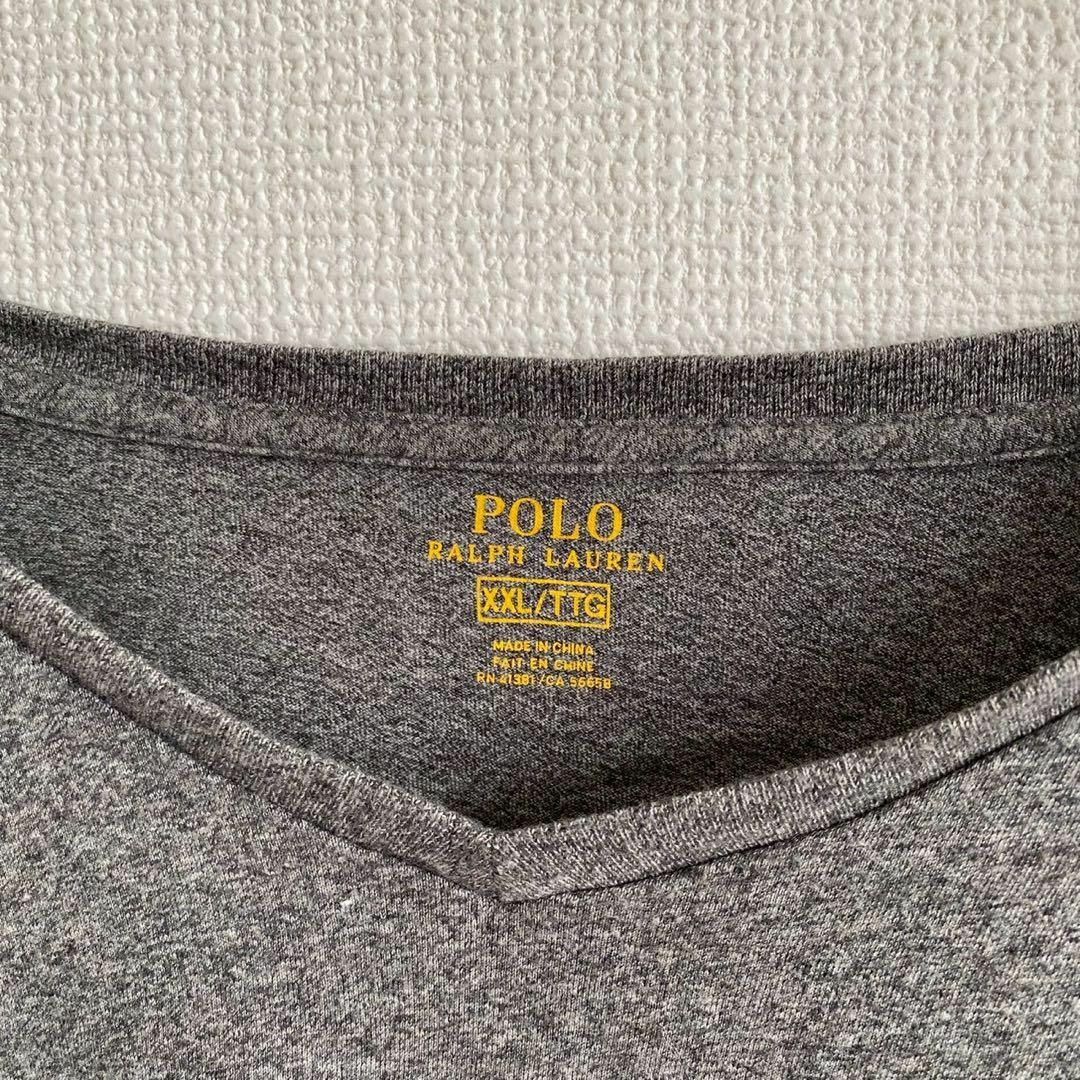 POLO
RALPH LAUREN
XXL/TTG
MADE IN CHINA
FAIT EN CHINE
RN 41381/CA 56658